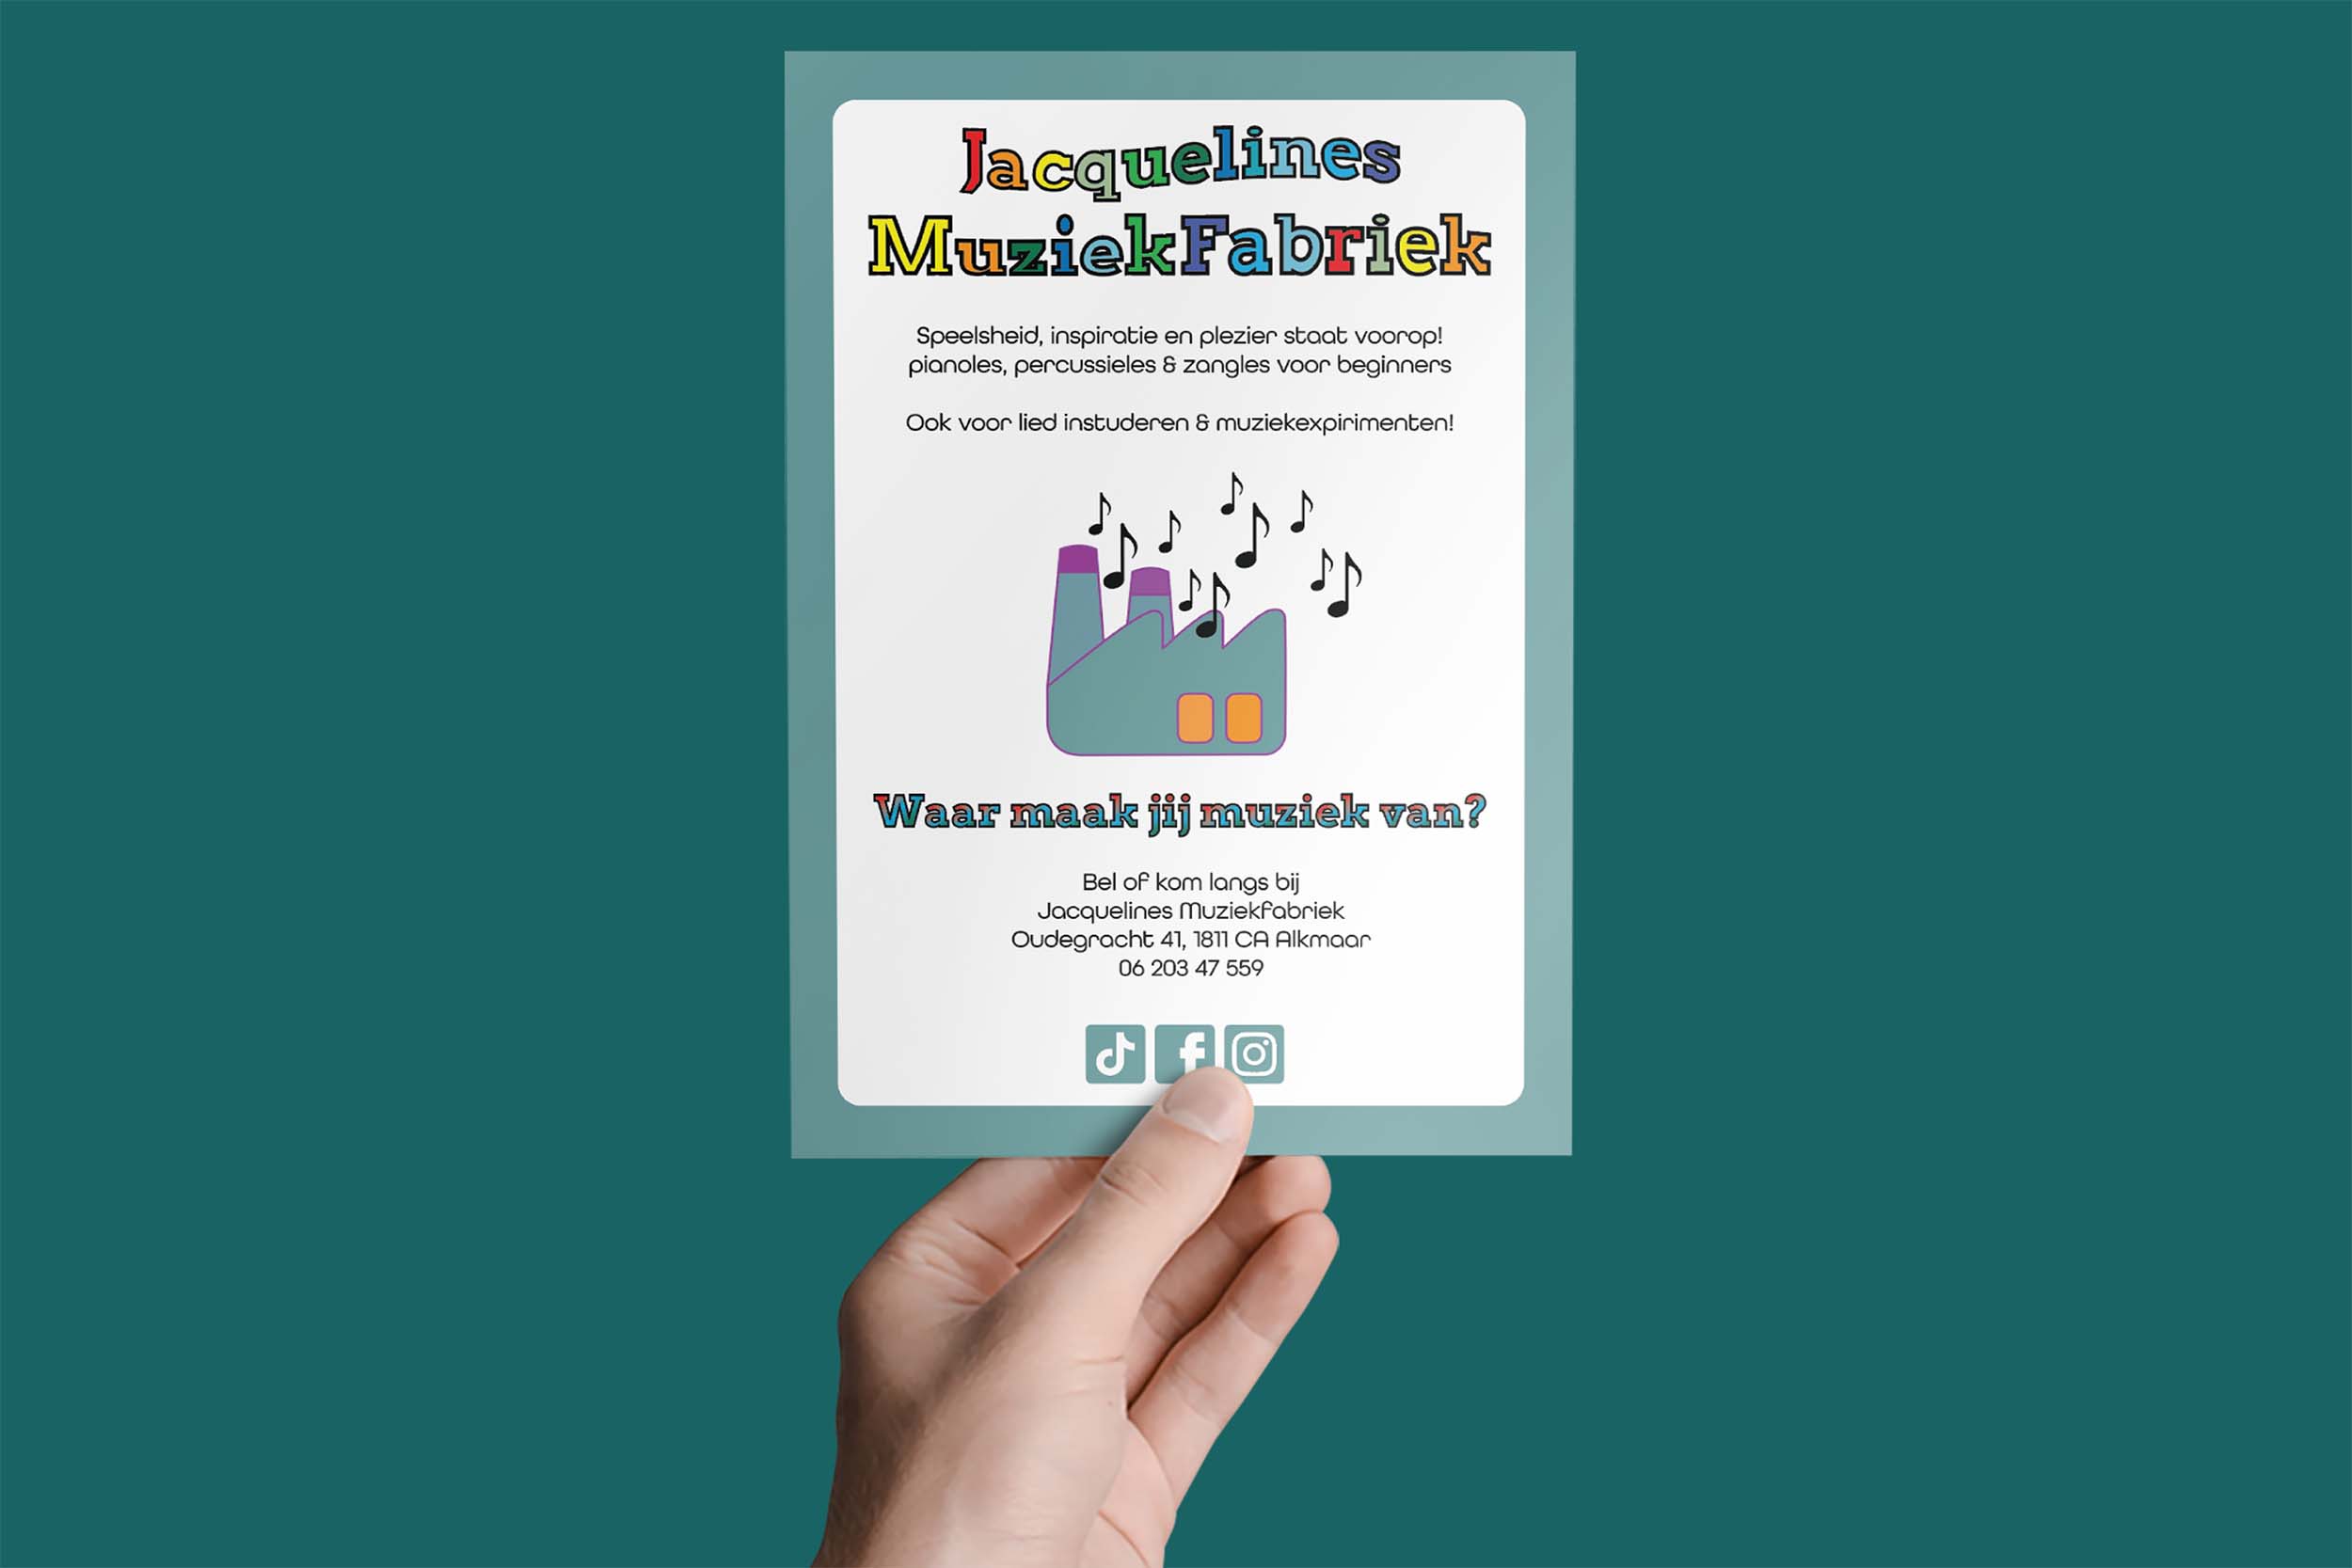 Jacquelines
MuziekFabriek
Speelsheid, inspiratie en plezier staat voorop!
pianoles, percussieles & zangles voor beginners
Ook voor lied instuderen & muziekexpirimenten!
Waar maak jij muziek van?
Bel of kom langs bij
Jacquelines Muziekfabriek
Oudegracht 41, 1811 CA Alkmaar
06 203 47 559